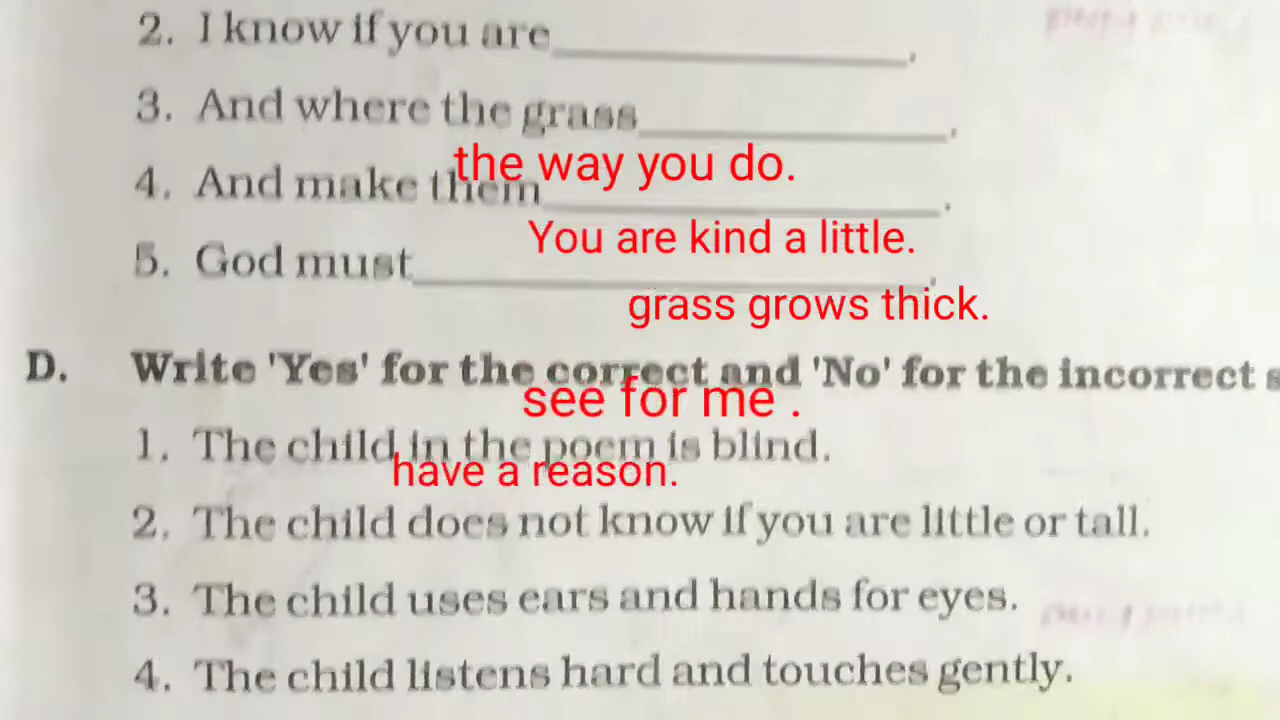 2. I know if you are__________.
3. And where the grass__________.
the way you do.
4. And make them__________.
You are kind a little.
5. God must__________.
grass grows thick.
D. Write 'Yes' for the correct and 'No' for the incorrect
see for me .
1. The child in the poem is blind.
have a reason.
2. The child does not know if you are little or tall.
3. The child uses ears and hands for eyes.
4. The child listens hard and touches gently.